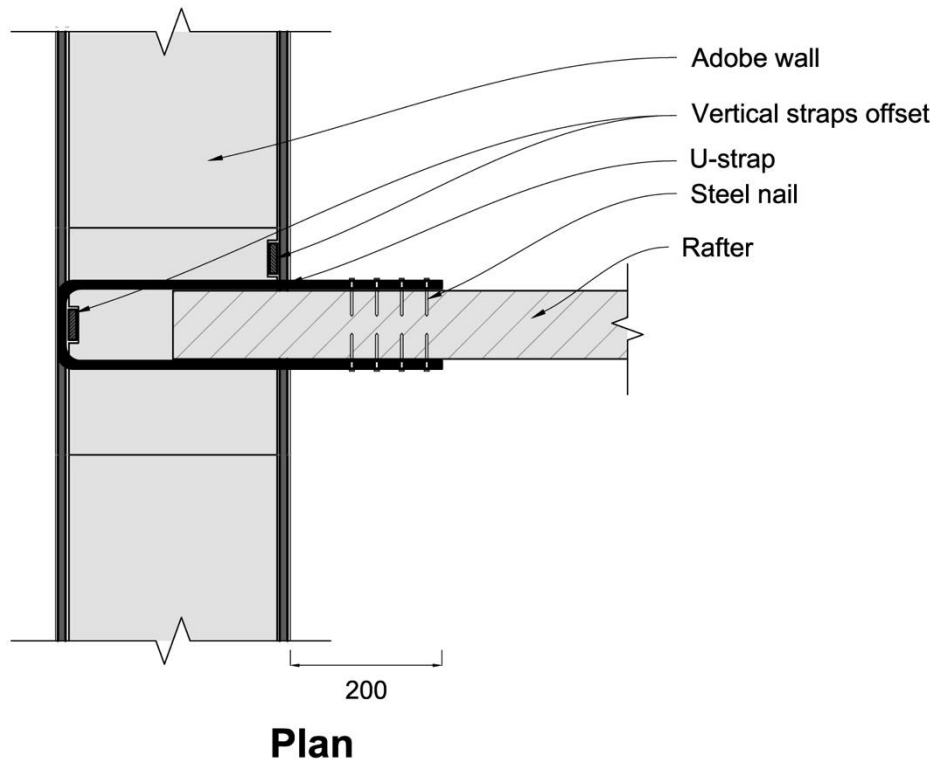 Adobe wall
Vertical straps offset
U-strap
Steel nail
Rafter
200
Plan